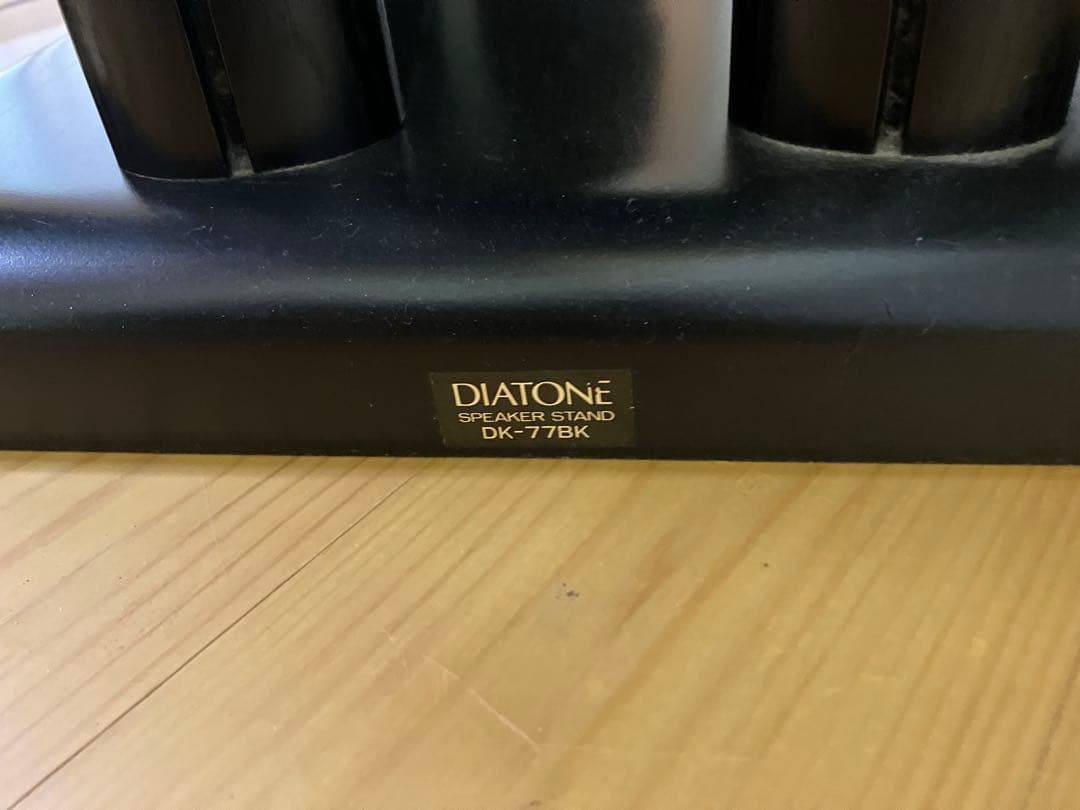 DIATONE
SPEAKER STAND
DK-77BK